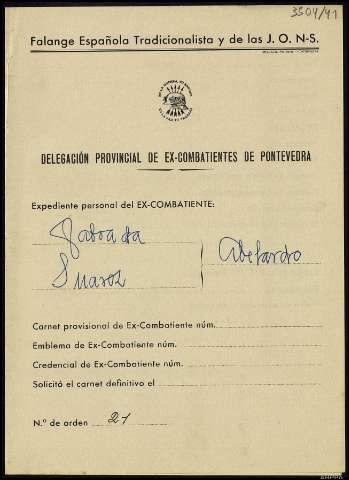 3504/41
Falange Española Tradicionalista y de las J. O. N-S.
DELEGACIÓN PROVINCIAL DE EX-COMBATIENTES DE PONTEVEDRA
Expediente personal del EX-COMBATIENTE:
Taboada
Suarez
Abelardo
Carnet provisional de Ex-Combatiente núm.
Emblema de Ex-Combatiente núm.
Credencial de Ex-Combatiente núm.
Solicitó el carnet definitivo el
N.º de orden 21
AHPPO